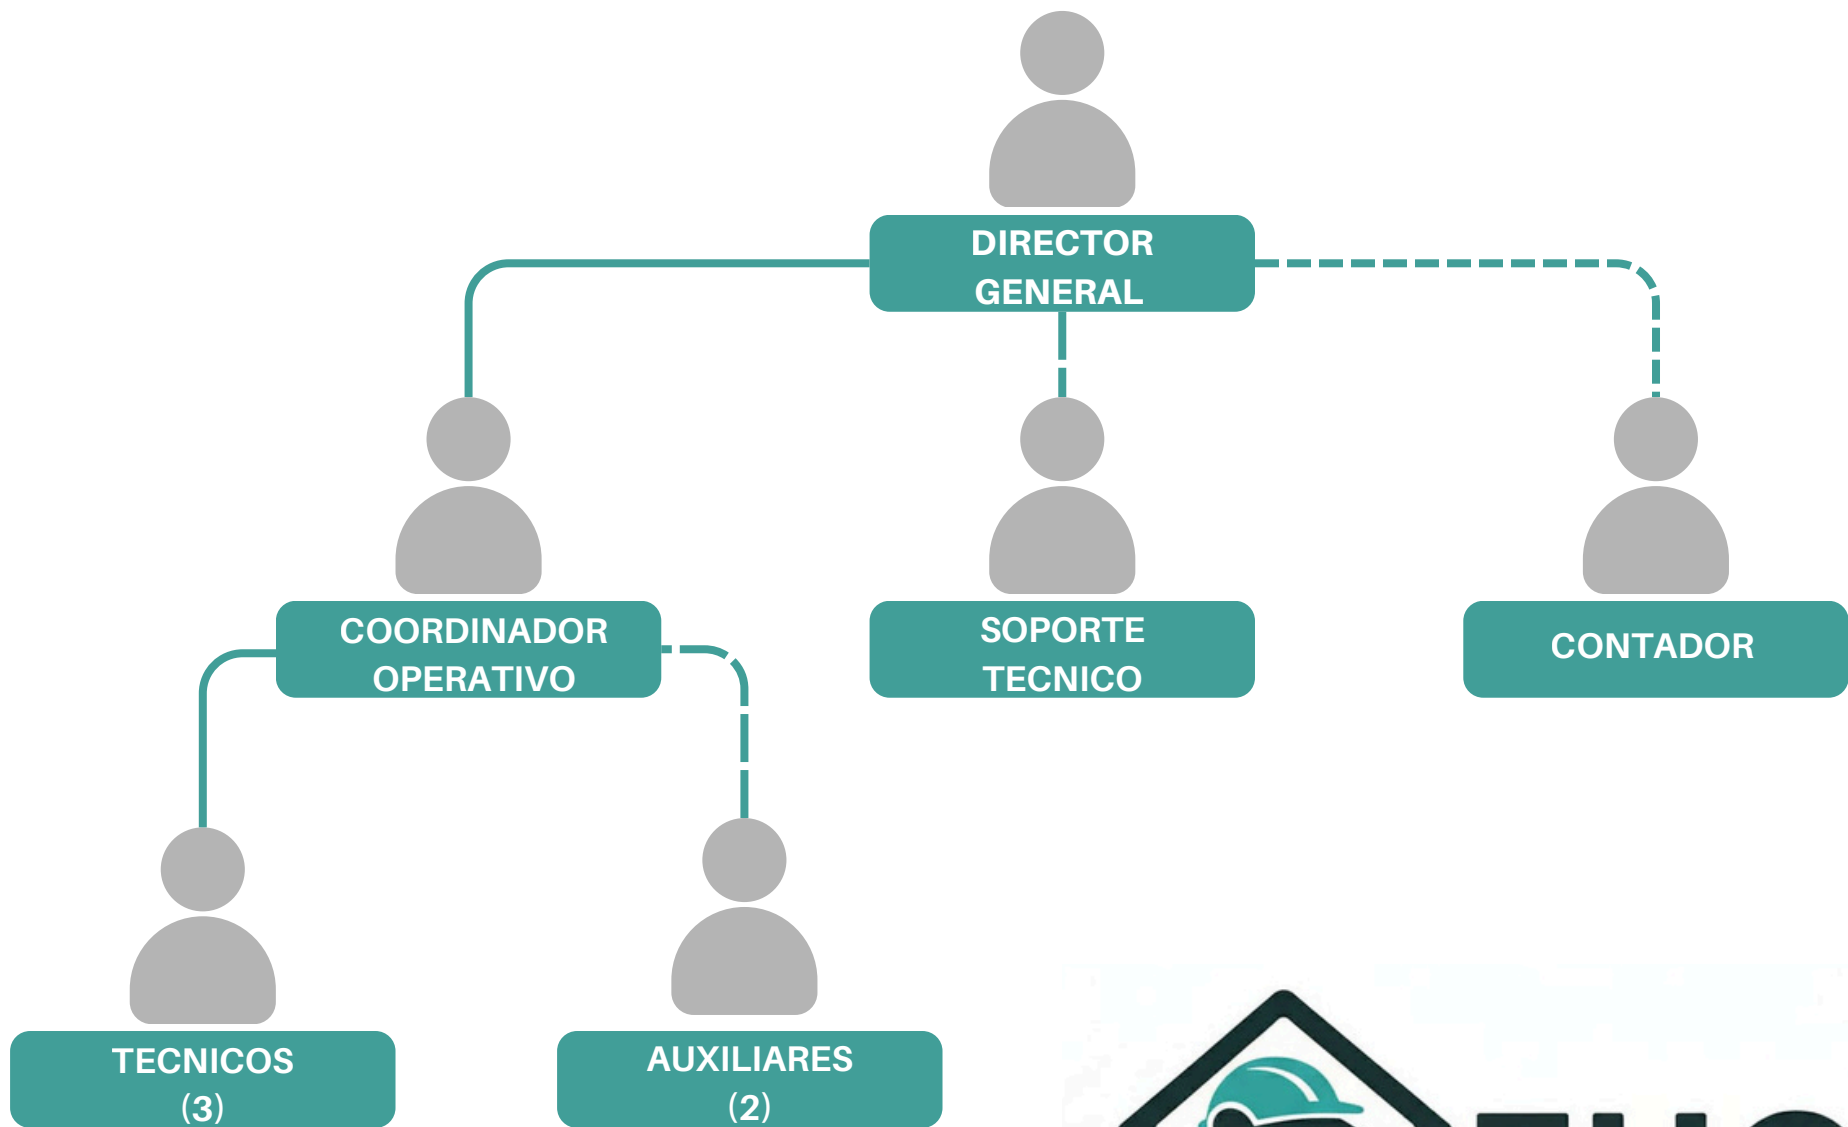 DIRECTOR
GENERAL
COORDINADOR
OPERATIVO
SOPORTE
TECNICO
CONTADOR
TECNICOS
(3)
AUXILIARES
(2)